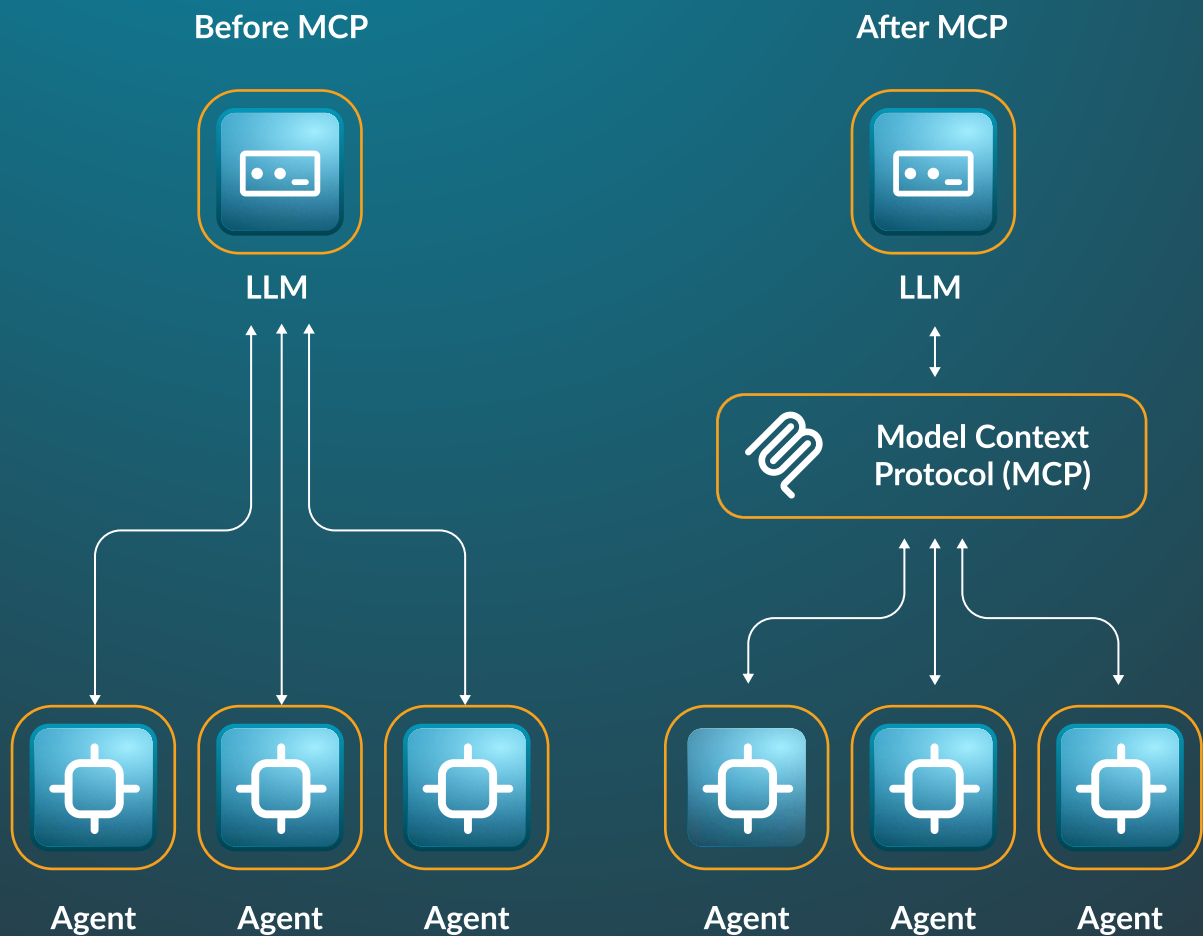 Before MCP
After MCP
LLM
LLM
Model Context
Protocol (MCP)
Agent
Agent
Agent
Agent
Agent
Agent